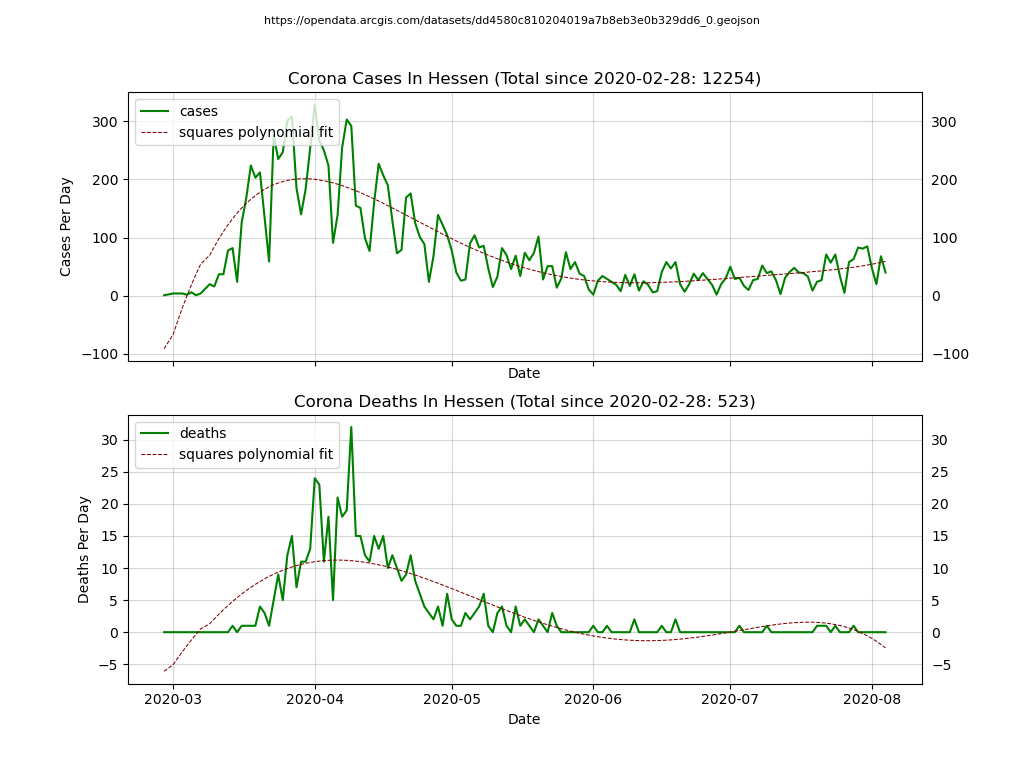 https://opendata.arcgis.com/datasets/dd4580c810204019a7b8eb3e0b329dd6_0.geojson
Corona Cases In Hessen (Total since 2020-02-28: 12254)
cases
squares polynomial fit
300 300
200 200
100 100
0 0
−100 −100
Cases Per Day
Date
Corona Deaths In Hessen (Total since 2020-02-28: 523)
deaths
squares polynomial fit
30 30
25 25
20 20
15 15
10 10
5 5
0 0
−5 −5
Deaths Per Day
2020-03 2020-04 2020-05 2020-06 2020-07 2020-08
Date